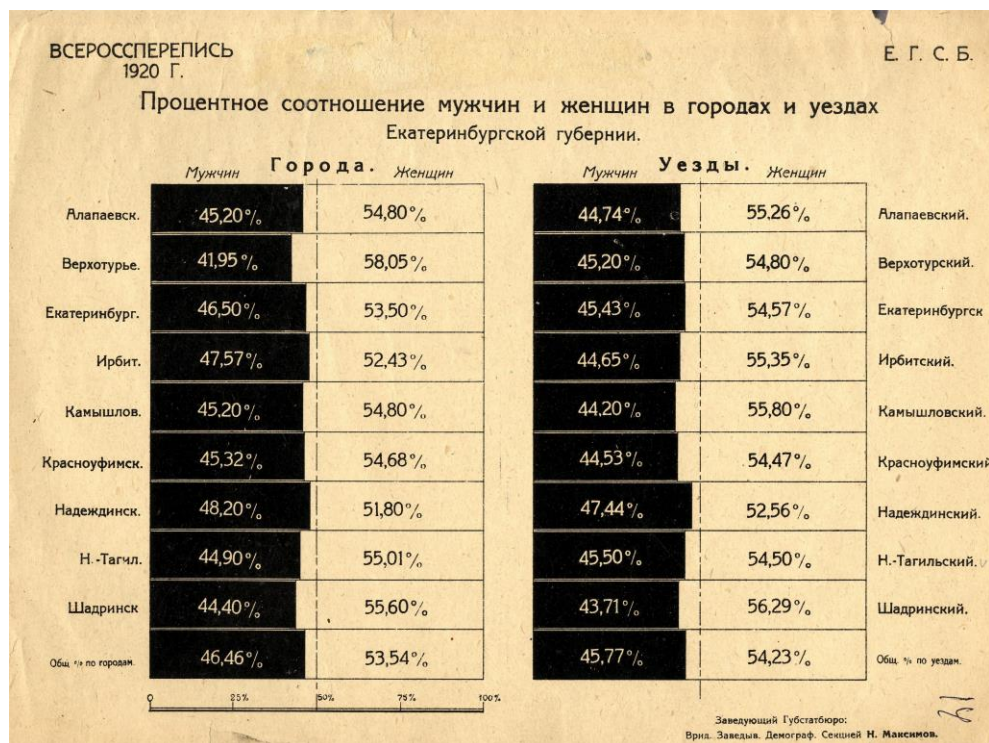 ВСЕРОССПЕРЕПИСЬ
1920 Г.
Е. Г. С. Б.
Процентное соотношение мужчин и женщин в городах и уездах
Екатеринбургской губернии.
Города.
Мужчин Женщин
Алапаевск. 45,20% 54,80%
Верхотурье. 41,95% 58,05%
Екатеринбург. 46,50% 53,50%
Ирбит. 47,57% 52,43%
Камышлов. 45,20% 54,80%
Красноуфимск. 45,32% 54,68%
Надеждинск. 48,20% 51,80%
Н.-Тагил. 44,90% 55,01%
Шадринск 44,40% 55,60%
Общ. % по городам. 46,46% 53,54%
0 25% 50% 75% 100%
Уезды.
Мужчин Женщин
44,74% 55,26% Алапаевский.
45,20% 54,80% Верхотурский.
45,43% 54,57% Екатеринбургск
44,65% 55,35% Ирбитский.
44,20% 55,80% Камышловский.
44,53% 54,47% Красноуфимский
47,44% 52,56% Надеждинский.
45,50% 54,50% Н.-Тагильский.
43,71% 56,29% Шадринский.
45,77% 54,23% Общ. % по уездам.
Заведующий Губстатбюро:
Врид. Заведыв. Демограф. Секцией Н. Максимов.